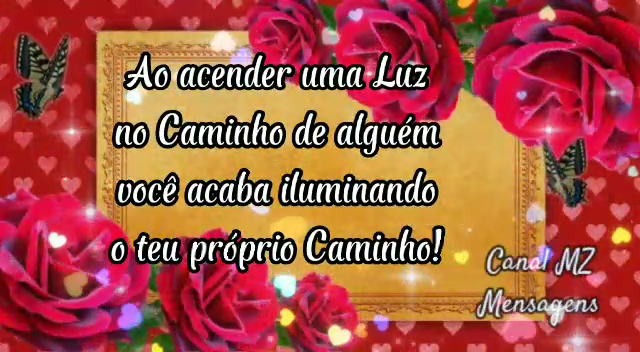 Ao acender uma Luz
no Caminho de alguém
você acaba iluminando
o teu próprio Caminho!
Canal MZ
Mensagens